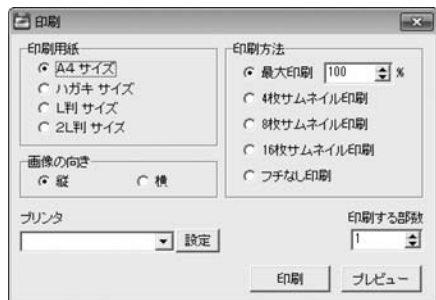 印刷
印刷用紙
A4 サイズ
ハガキ サイズ
L判 サイズ
2L判 サイズ
画像の向き
縦
横
プリンタ
設定
印刷方法
最大印刷 100 %
4枚サムネイル印刷
8枚サムネイル印刷
16枚サムネイル印刷
フチなし印刷
印刷する部数
1
印刷
プレビュー